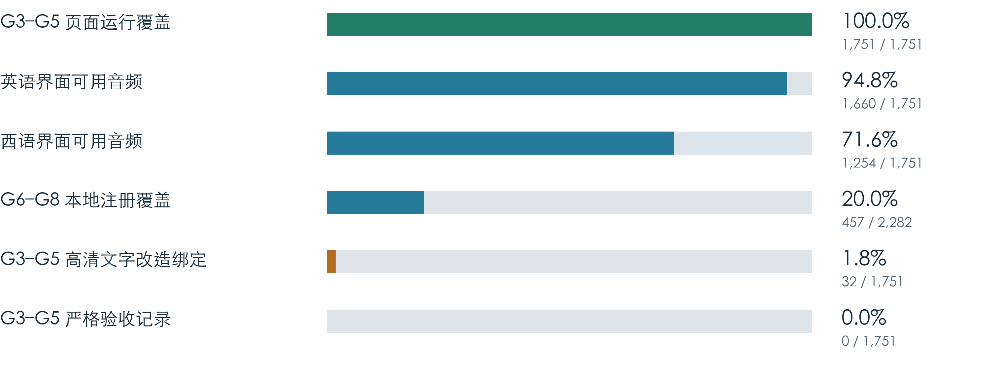 G3–G5 页面运行覆盖
100.0%
1,751 / 1,751
英语界面可用音频
94.8%
1,660 / 1,751
西语界面可用音频
71.6%
1,254 / 1,751
G6–G8 本地注册覆盖
20.0%
457 / 2,282
G3–G5 高清文字改造绑定
1.8%
32 / 1,751
G3–G5 严格验收记录
0.0%
0 / 1,751